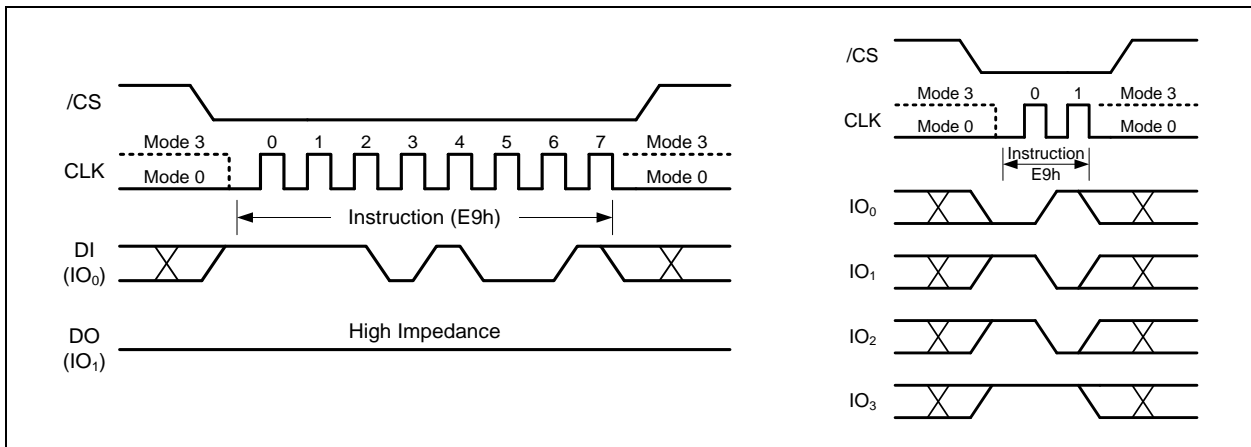 /CS
Mode 3
0 1 2 3 4 5 6 7
Mode 3
CLK
Mode 0
Mode 0
Instruction (E9h)
DI
(IO₀)
High Impedance
DO
(IO₁)
/CS
Mode 3
0 1
Mode 3
CLK
Mode 0
Mode 0
Instruction
E9h
IO₀
IO₁
IO₂
IO₃